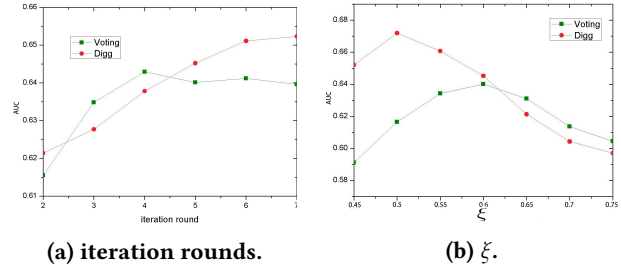 0.66
0.65
0.64
0.63
0.62
0.61
AUC
Voting
Digg
2 3 4 5 6 7
iteration round
(a) iteration rounds.
0.68
0.66
0.64
0.62
0.60
0.58
AUC
Voting
Digg
0.45 0.5 0.55 0.6 0.65 0.7 0.75
ξ
(b) ξ.